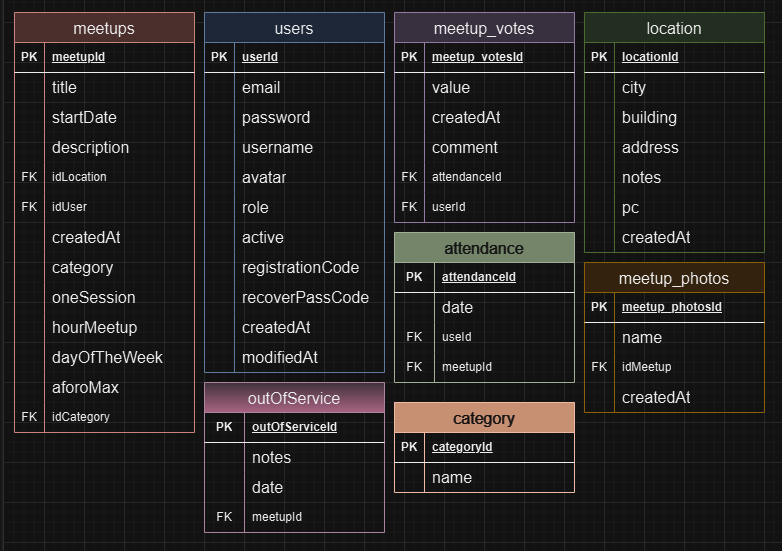 meetups
PK meetupId
title
startDate
description
FK idLocation
FK idUser
createdAt
category
oneSession
hourMeetup
dayOfTheWeek
aforoMax
FK idCategory
users
PK userId
email
password
username
avatar
role
active
registrationCode
recoverPassCode
createdAt
modifiedAt
outOfService
PK outOfServiceId
notes
date
FK meetupId
meetup_votes
PK meetup_votesId
value
createdAt
comment
FK attendanceId
FK userId
attendance
PK attendanceId
date
FK useId
FK meetupId
category
PK categoryId
name
location
PK locationId
city
building
address
notes
pc
createdAt
meetup_photos
PK meetup_photosId
name
FK idMeetup
createdAt